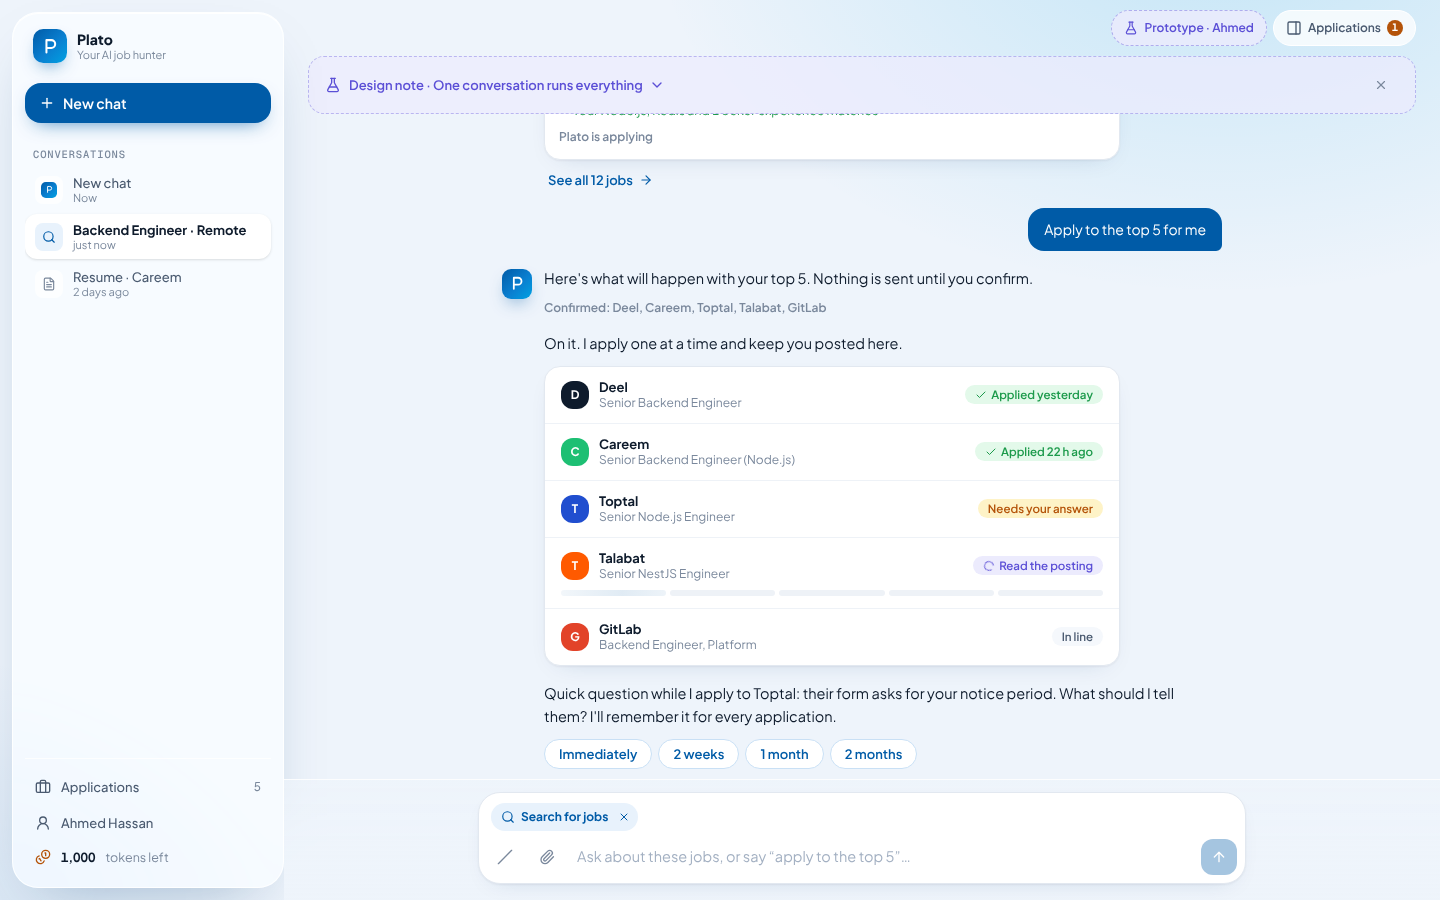 P
Plato
Your AI job hunter
Prototype · Ahmed
Applications 1
New chat
Design note · One conversation runs everything
CONVERSATIONS
P
New chat
Now
Backend Engineer · Remote
just now
Resume · Careem
2 days ago
Plato is applying
See all 12 jobs
Apply to the top 5 for me
P
Here's what will happen with your top 5. Nothing is sent until you confirm.
Confirmed: Deel, Careem, Toptal, Talabat, GitLab
On it. I apply one at a time and keep you posted here.
D
Deel
Senior Backend Engineer
Applied yesterday
C
Careem
Senior Backend Engineer (Node.js)
Applied 22 h ago
T
Toptal
Senior Node.js Engineer
Needs your answer
T
Talabat
Senior NestJS Engineer
Read the posting
G
GitLab
Backend Engineer, Platform
In line
Quick question while I apply to Toptal: their form asks for your notice period. What should I tell
them? I'll remember it for every application.
Immediately
2 weeks
1 month
2 months
Applications 5
Ahmed Hassan
1,000 tokens left
Search for jobs
Ask about these jobs, or say “apply to the top 5”…